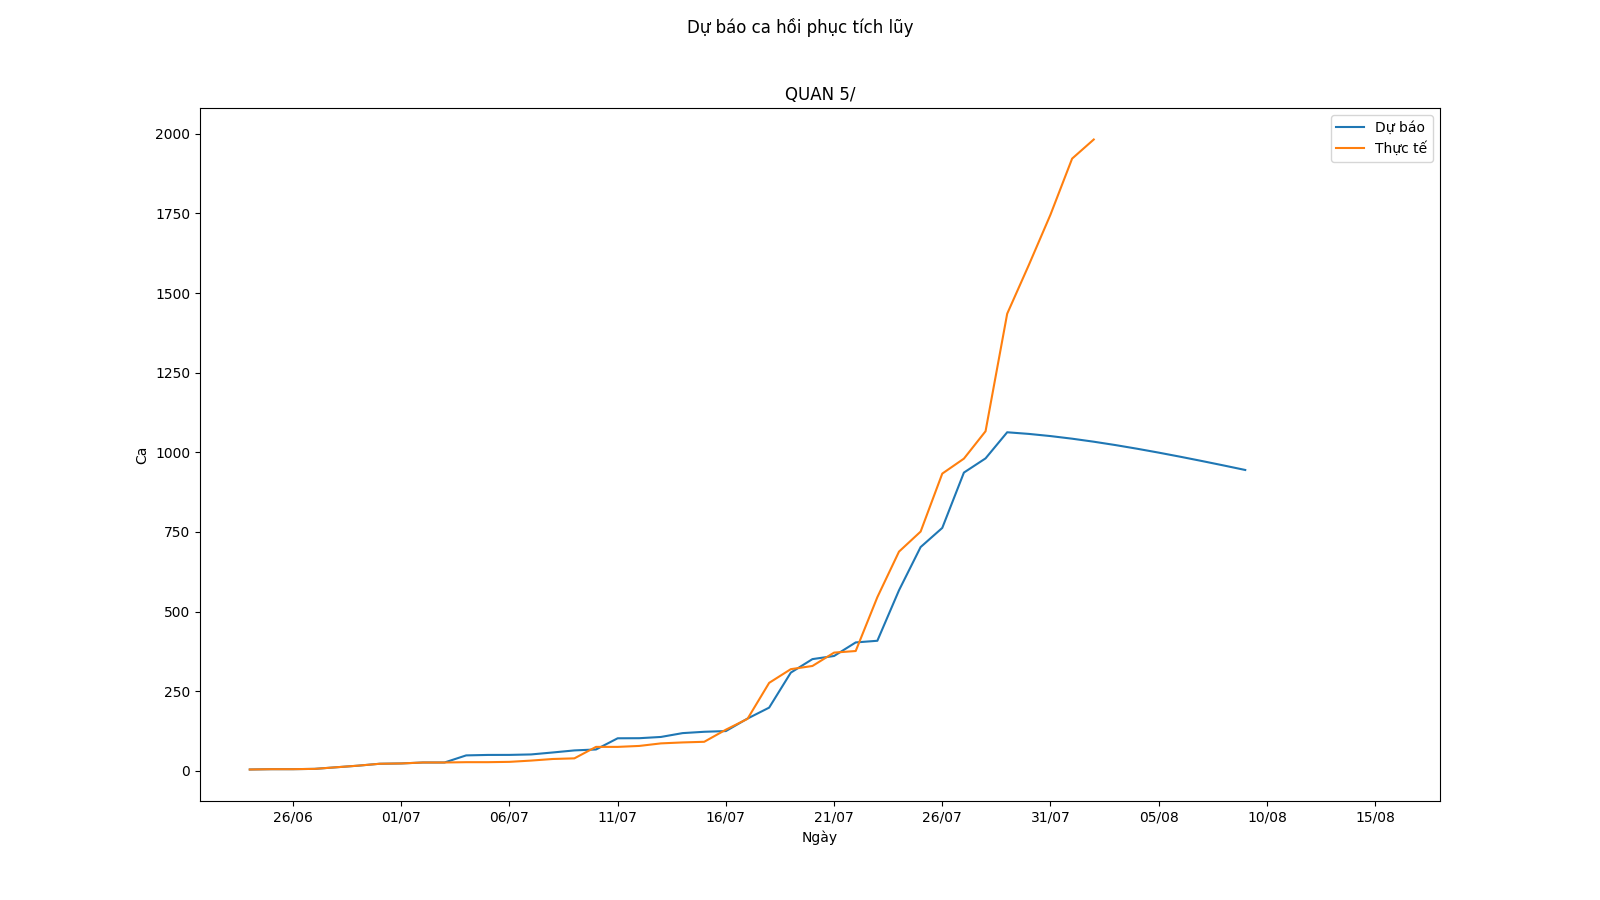 Dự báo ca hồi phục tích lũy
QUAN 5/
Dự báo
Thực tế
2000
1750
1500
1250
1000
750
500
250
0
Ca
26/06 01/07 06/07 11/07 16/07 21/07 26/07 31/07 05/08 10/08 15/08
Ngày